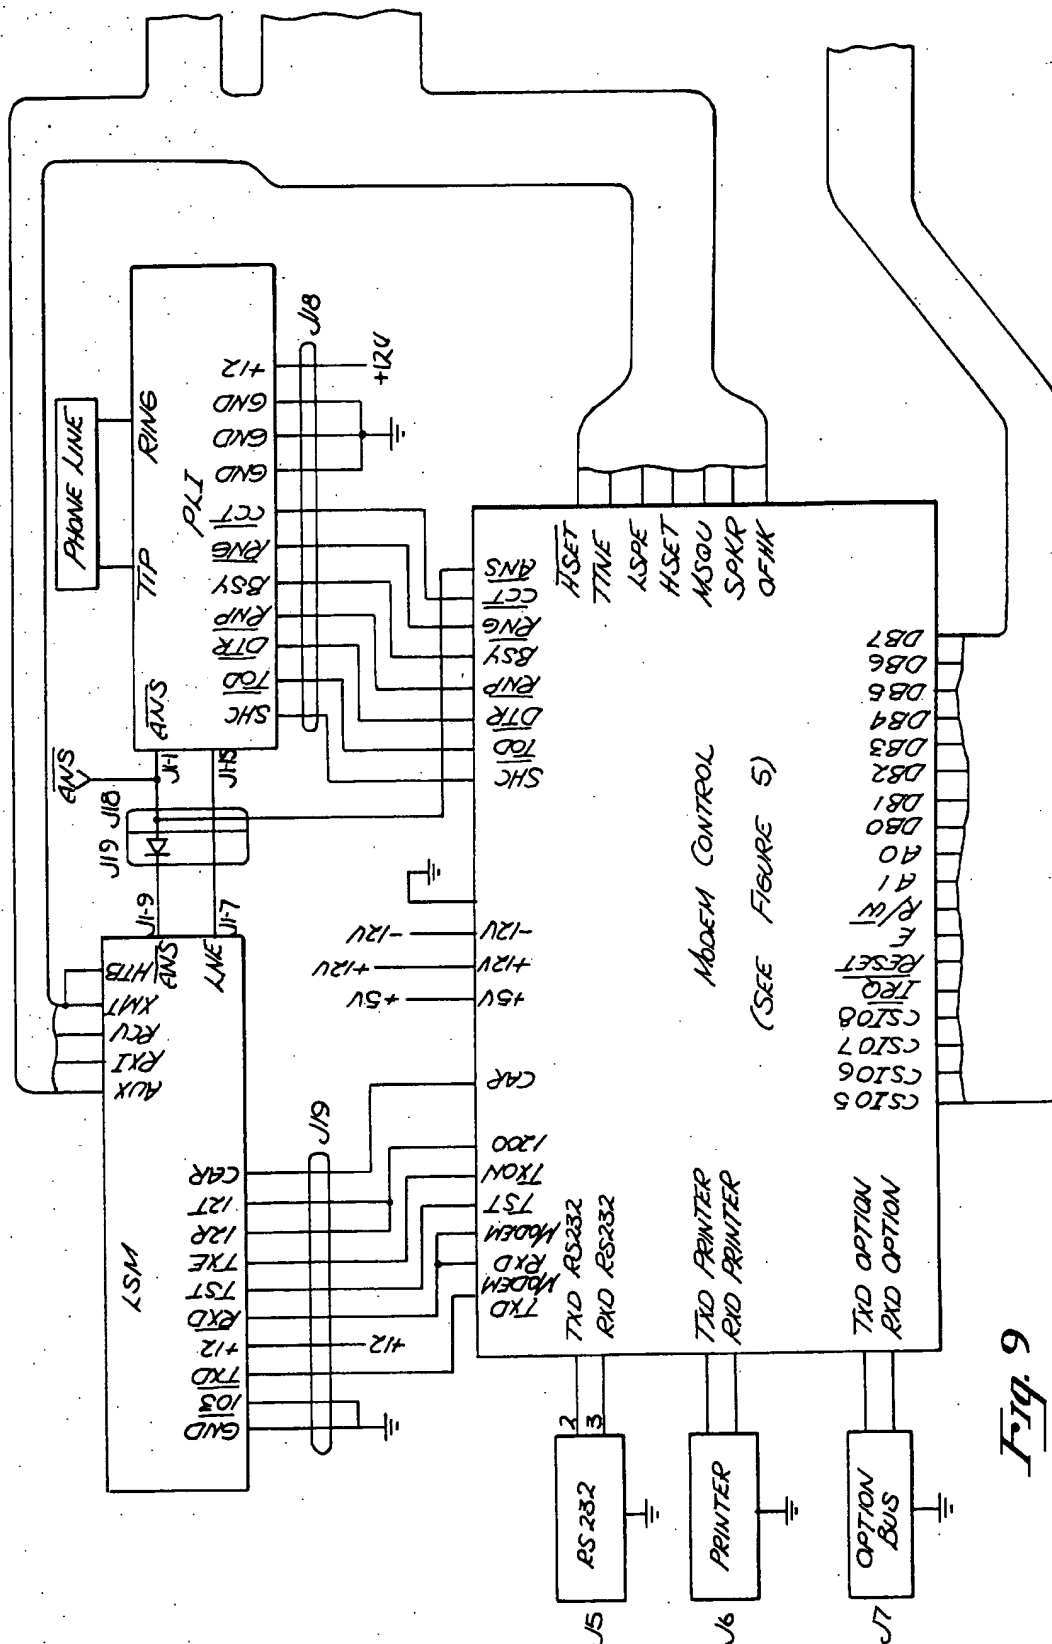 PHONE LINE
TIP
RING
PLI
ANS
SHC
TOD
DTR
RNP
BSY
RNG
CCT
GND
GND
GND
+12
J18
+12V
ANS
J1-1
J1-5
J19 J18
J1-9
J1-7
LSM
AUX
RXI
RCV
XMT
HTB
ANS
LNE
GND
103
TXD
+12
RXD
TST
TXE
12R
12T
CAR
+12
J19
MODEM CONTROL
(SEE FIGURE 5)
TXD
MODEM
RXD
MODEM
TST
TXON
1200
CAR
+5V
+12V
-12V
+5V
+12V
-12V
SHC
TOD
DTR
RNP
BSY
RNG
CCT
ANS
HSET
TTNE
LSPE
HSET
MSQU
SPKR
OFHK
TXD RS232
RXD RS232
TXD PRINTER
RXD PRINTER
TXD OPTION
RXD OPTION
CSIO5
CSIO6
CSIO7
CSIO8
IRQ
RESET
E
R/W
A1
A0
DB0
DB1
DB2
DB3
DB4
DB5
DB6
DB7
2
3
RS232
J5
PRINTER
J6
OPTION
BUS
J7
Fig. 9